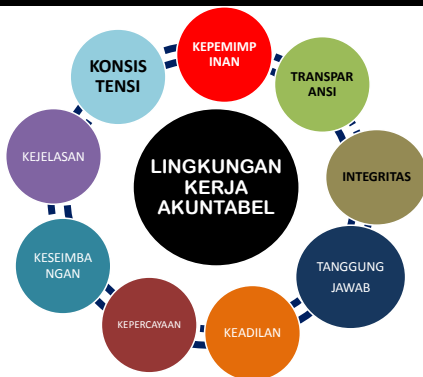 KEPEMIMP
INAN
TRANSPAR
ANSI
INTEGRITAS
TANGGUNG
JAWAB
KEADILAN
KEPERCAYAAN
KESEIMBA
NGAN
KEJELASAN
KONSIS
TENSI
LINGKUNGAN
KERJA
AKUNTABEL